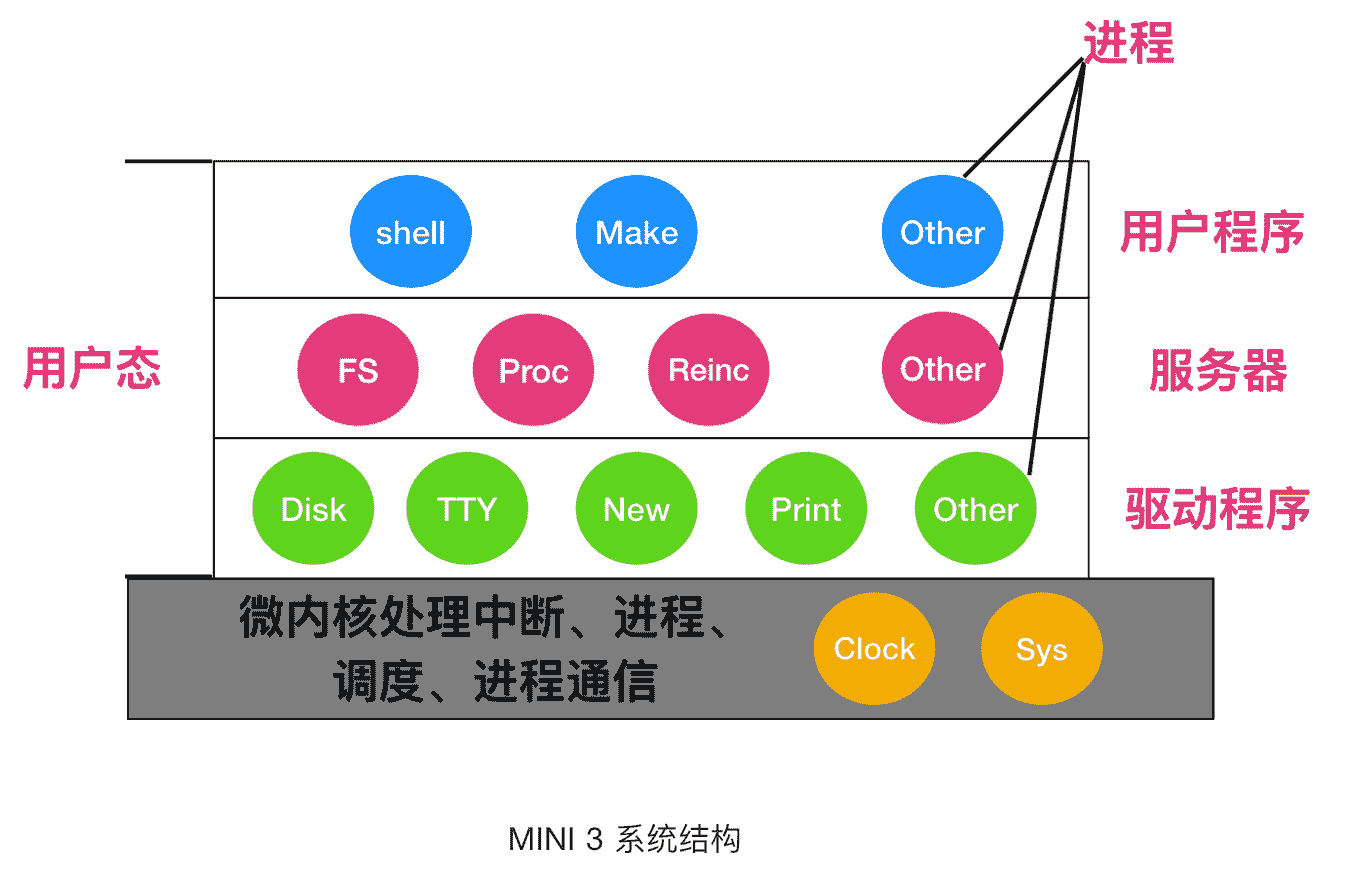 进程
shell Make Other 用户程序
用户态 FS Proc Reinc Other 服务器
Disk TTY New Print Other 驱动程序
微内核处理中断、进程、
调度、进程通信
Clock Sys
MINI 3 系统结构